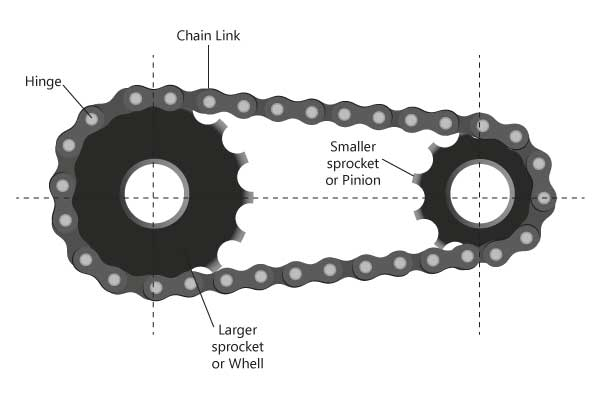 Chain Link
Hinge
Smaller
sprocket
or Pinion
Larger
sprocket
or Whell